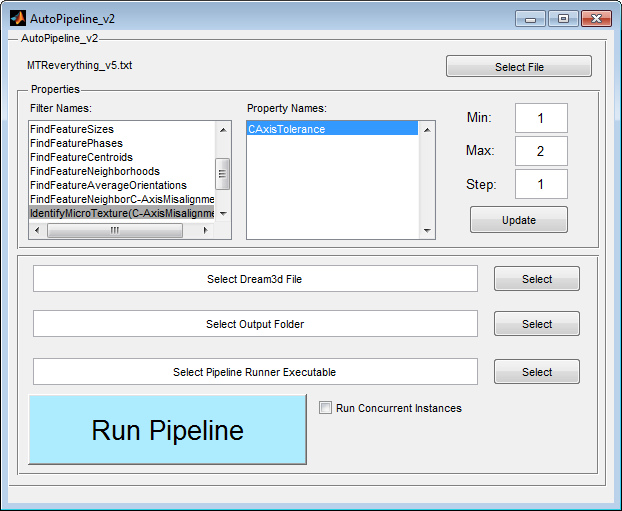 AutoPipeline_v2
AutoPipeline_v2
MTReverything_v5.txt
Select File
Properties
Filter Names:
Property Names:
FindFeatureSizes
FindFeaturePhases
FindFeatureCentroids
FindFeatureNeighborhoods
FindFeatureAverageOrientations
FindFeatureNeighborC-AxisMisalignme
IdentifyMicroTexture(C-AxisMisalignme
CAxisTolerance
Min: 1
Max: 2
Step: 1
Update
Select Dream3d File
Select
Select Output Folder
Select
Select Pipeline Runner Executable
Select
Run Pipeline
Run Concurrent Instances